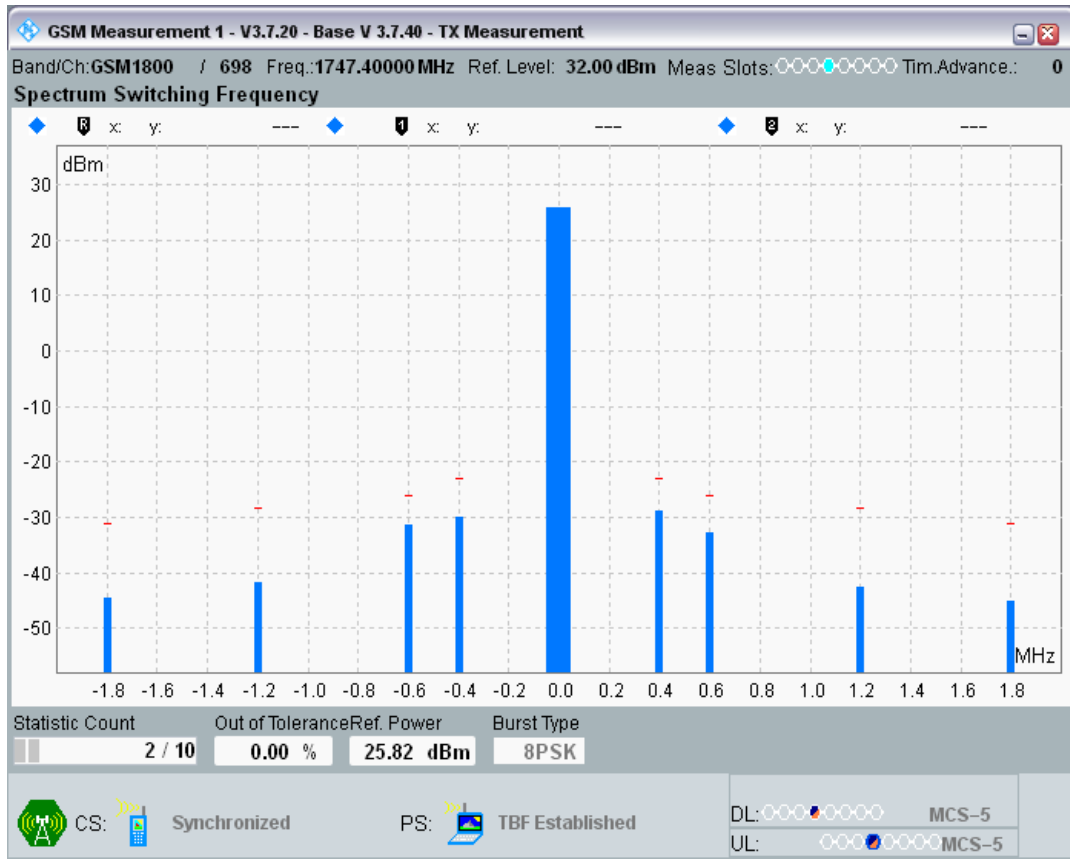 GSM Measurement 1 - V3.7.20 - Base V 3.7.40 - TX Measurement
Band/Ch:GSM1800 / 698 Freq.:1747.40000 MHz Ref. Level: 32.00 dBm Meas Slots: Tim.Advance.: 0
Spectrum Switching Frequency
R x: y: --- 1 x: y: --- 2 x: y: ---
dBm
30
20
10
0
-10
-20
-30
-40
-50
MHz
-1.8 -1.6 -1.4 -1.2 -1.0 -0.8 -0.6 -0.4 -0.2 0.0 0.2 0.4 0.6 0.8 1.0 1.2 1.4 1.6 1.8
Statistic Count Out of Tolerance Ref. Power Burst Type
2 / 10 0.00 % 25.82 dBm 8PSK
CS: Synchronized PS: TBF Established
DL: MCS-5
UL: MCS-5